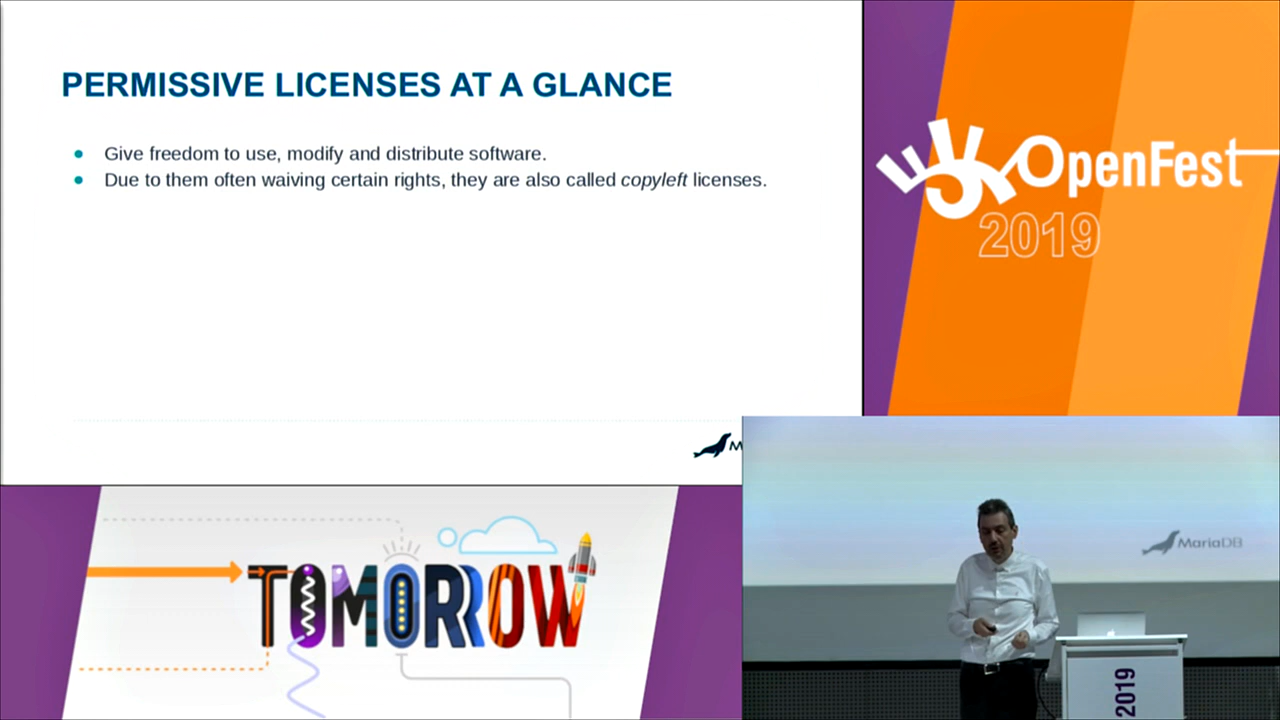 PERMISSIVE LICENSES AT A GLANCE
Give freedom to use, modify and distribute software.
Due to them often waiving certain rights, they are also called copyleft licenses.
M
OpenFest
2019
TOMORROW
MariaDB
2019